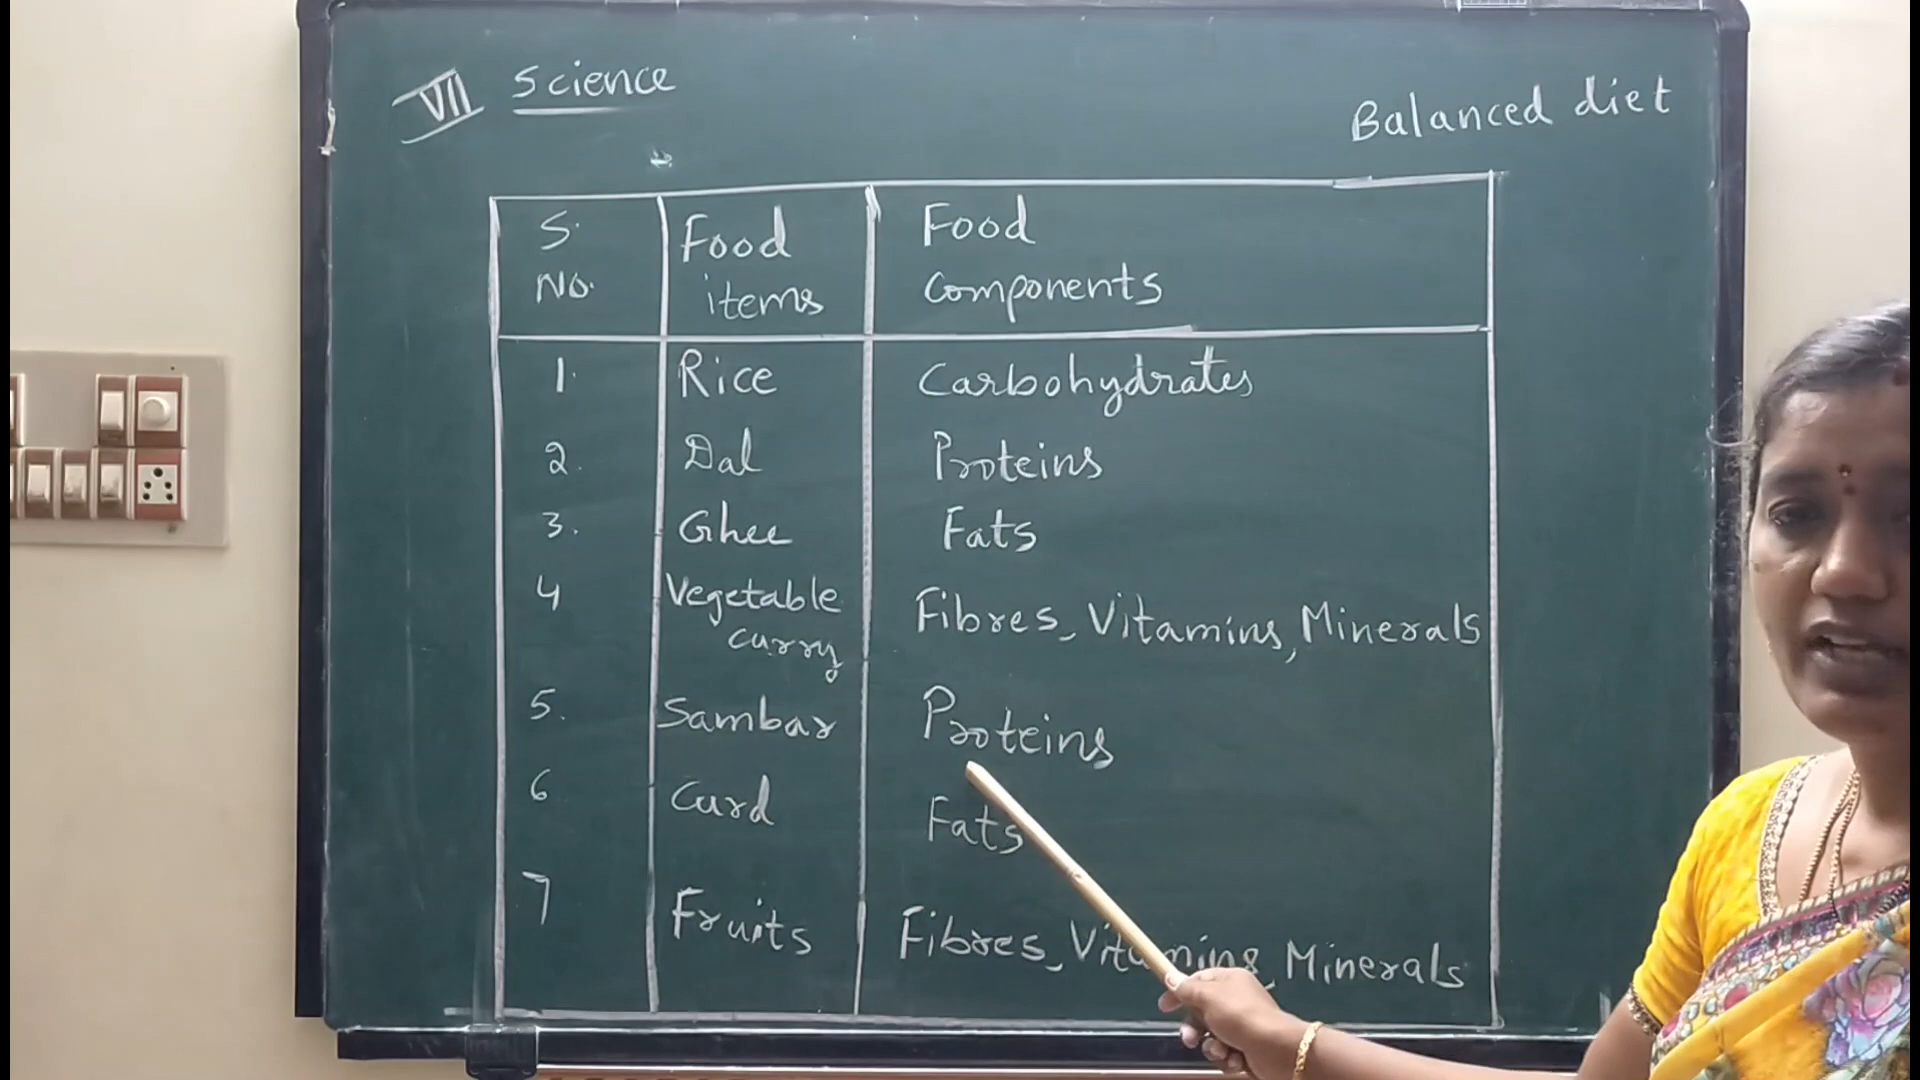 VII Science
Balanced diet
S. No. Food items Food components
1. Rice Carbohydrates
2. Dal Proteins
3. Ghee Fats
4 Vegetable curry Fibres, Vitamins, Minerals
5. Sambar Proteins
6 Curd Fats
7 Fruits Fibres, Vitamins, Minerals